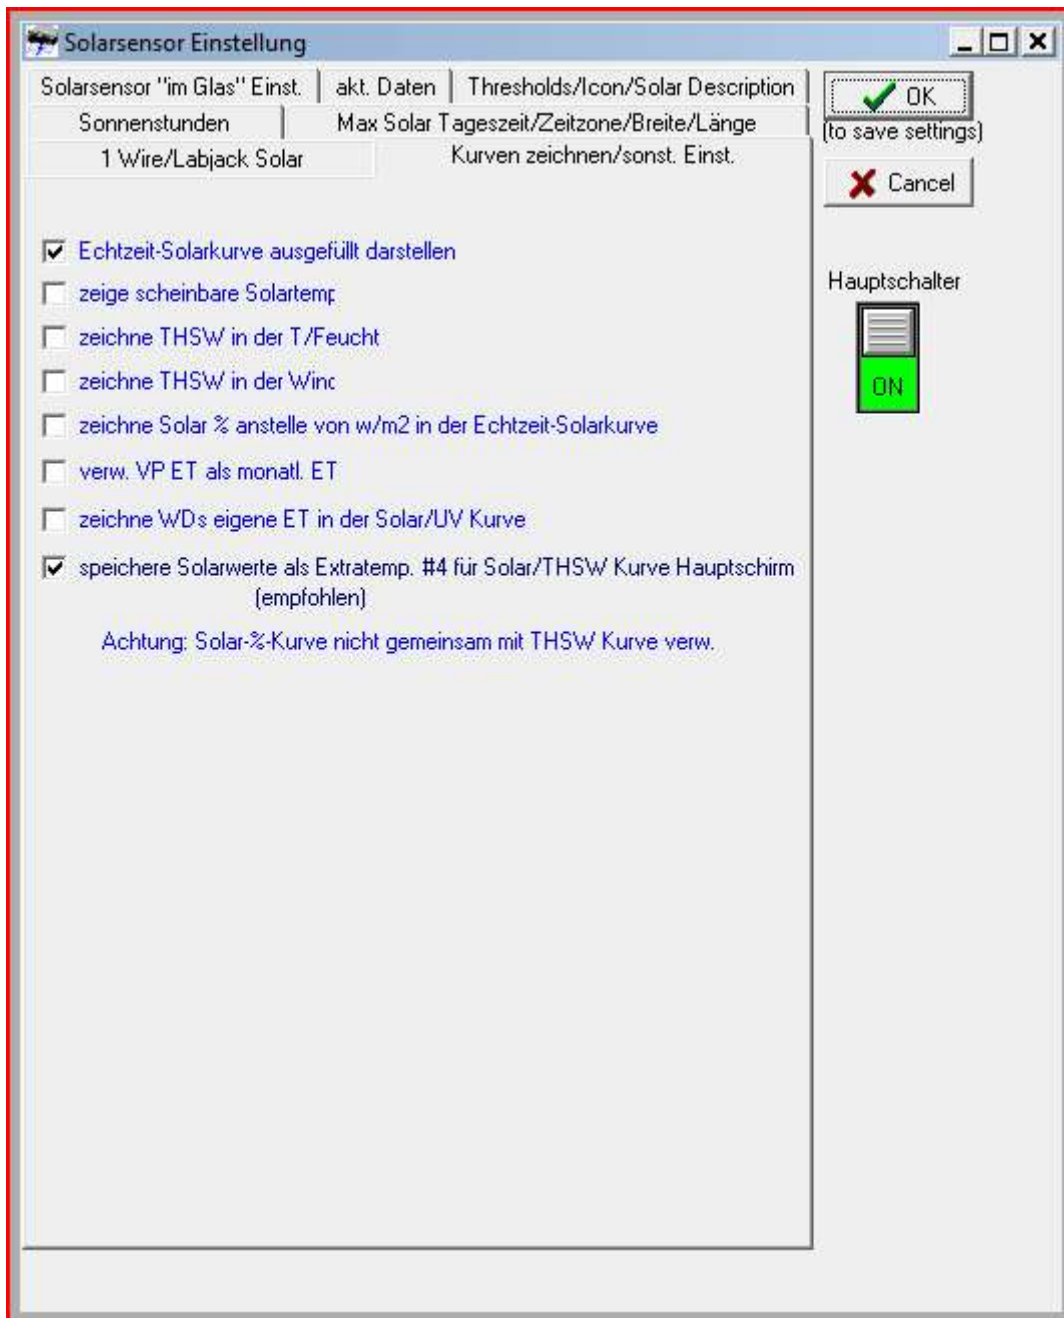 Solarsensor Einstellung
Solarsensor "im Glas" Einst.
akt. Daten
Thresholds/Icon/Solar Description
Sonnenstunden
Max Solar Tageszeit/Zeitzone/Breite/Länge
1 Wire/Labjack Solar
Kurven zeichnen/sonst. Einst.
OK
(to save settings)
Cancel
Hauptschalter
ON
Echtzeit-Solarkurve ausgefüllt darstellen
zeige scheinbare Solartemp
zeichne THSW in der T/Feucht
zeichne THSW in der Winc
zeichne Solar % anstelle von w/m2 in der Echtzeit-Solarkurve
verw. VP ET als monatl. ET
zeichne WDs eigene ET in der Solar/UV Kurve
speichere Solarwerte als Extratemp. #4 für Solar/THSW Kurve Hauptschirm
(empfohlen)
Achtung: Solar-%-Kurve nicht gemeinsam mit THSW Kurve verw.